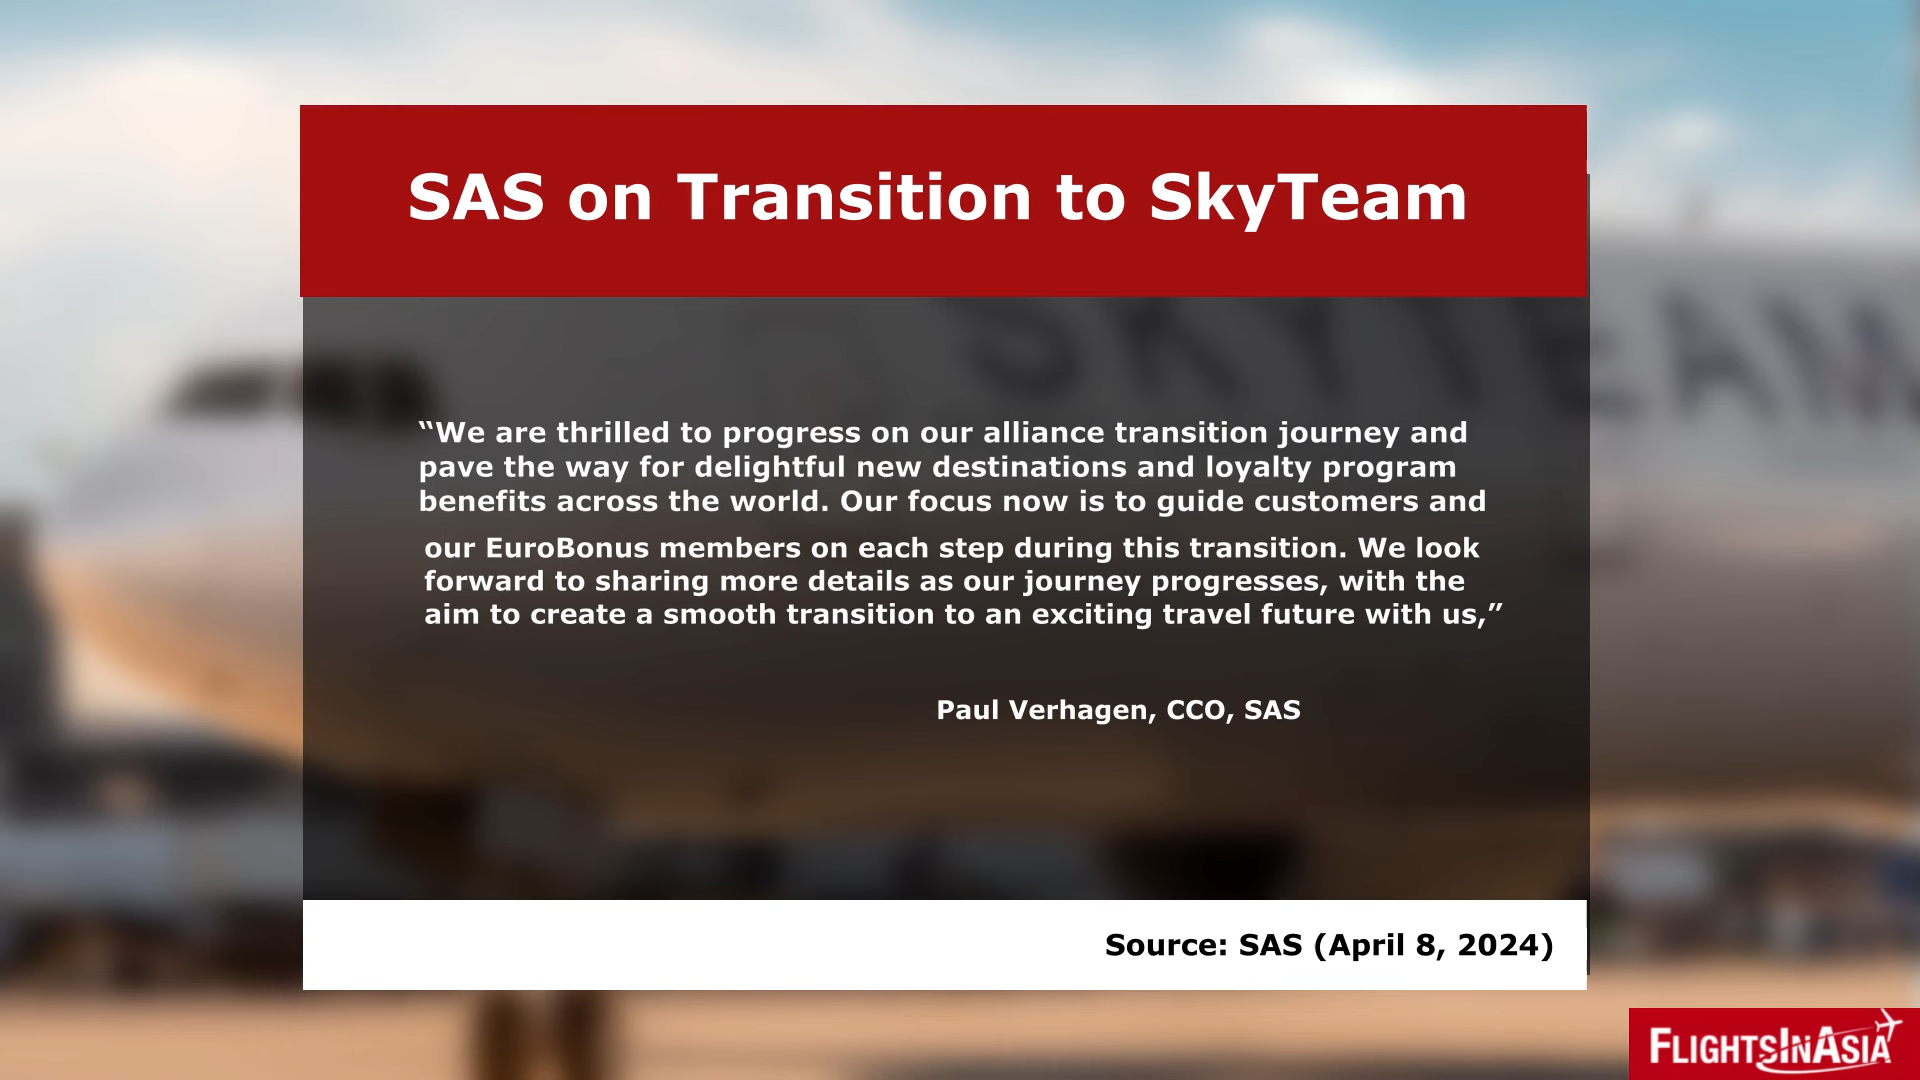 SAS on Transition to SkyTeam
SKYTEAM
“We are thrilled to progress on our alliance transition journey and
pave the way for delightful new destinations and loyalty program
benefits across the world. Our focus now is to guide customers and
our EuroBonus members on each step during this transition. We look
forward to sharing more details as our journey progresses, with the
aim to create a smooth transition to an exciting travel future with us,”
Paul Verhagen, CCO, SAS
Source: SAS (April 8, 2024)
FLIGHTSINASIA